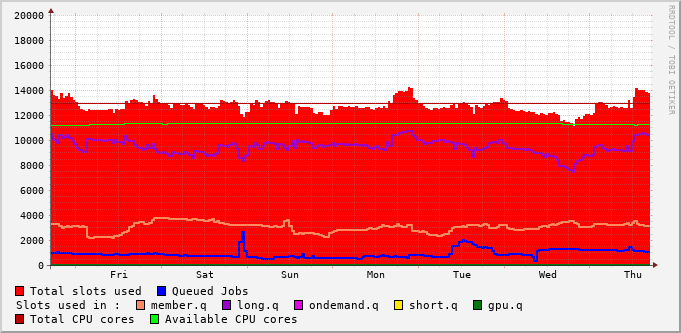 20000
18000
16000
14000
12000
10000
8000
6000
4000
2000
0
Fri Sat Sun Mon Tue Wed Thu
RRDTOOL / TOBI OETIKER
Total slots used Queued Jobs
Slots used in : member.q long.q ondemand.q short.q gpu.q
Total CPU cores Available CPU cores